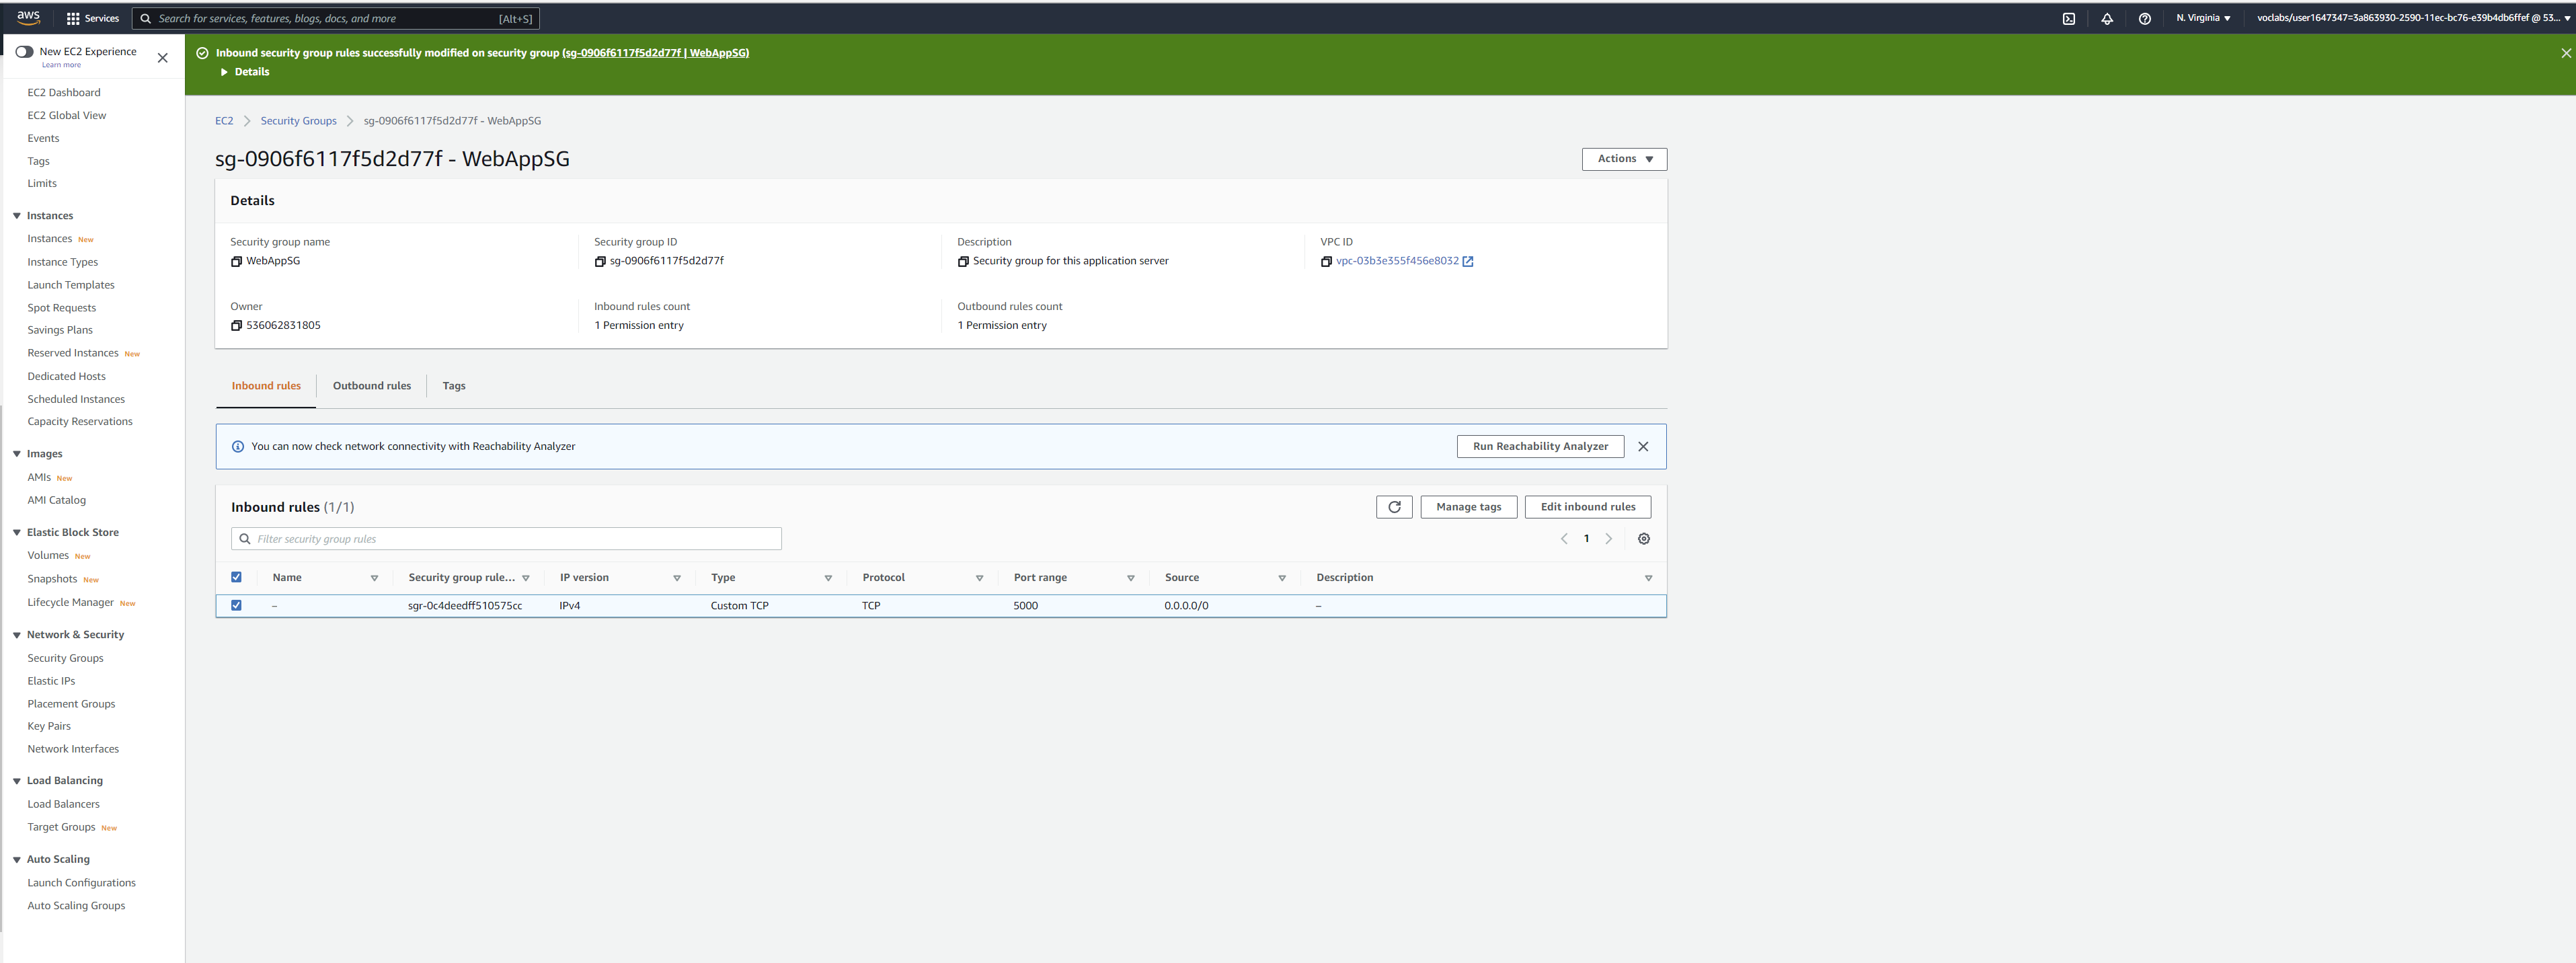 aws Services Search for services, features, blogs, docs, and more [Alt+S] N. Virginia ▼ voclabs/user1647347=3a863930-2590-11ec-bc76-e39b4db6ffef @ 53... ▼
New EC2 Experience
Learn more
EC2 Dashboard
EC2 Global View
Events
Tags
Limits
Instances
Instances New
Instance Types
Launch Templates
Spot Requests
Savings Plans
Reserved Instances New
Dedicated Hosts
Scheduled Instances
Capacity Reservations
Images
AMIs New
AMI Catalog
Elastic Block Store
Volumes New
Snapshots New
Lifecycle Manager New
Network & Security
Security Groups
Elastic IPs
Placement Groups
Key Pairs
Network Interfaces
Load Balancing
Load Balancers
Target Groups New
Auto Scaling
Launch Configurations
Auto Scaling Groups
Inbound security group rules successfully modified on security group (sg-0906f6117f5d2d77f | WebAppSG)
Details
EC2 > Security Groups > sg-0906f6117f5d2d77f - WebAppSG
sg-0906f6117f5d2d77f - WebAppSG
Actions ▼
Details
Security group name
WebAppSG
Security group ID
sg-0906f6117f5d2d77f
Description
Security group for this application server
VPC ID
vpc-03b3e355f456e8032
Owner
536062831805
Inbound rules count
1 Permission entry
Outbound rules count
1 Permission entry
Inbound rules Outbound rules Tags
You can now check network connectivity with Reachability Analyzer Run Reachability Analyzer
Inbound rules (1/1) Manage tags Edit inbound rules
Filter security group rules 1
Name Security group rule... IP version Type Protocol Port range Source Description
– sgr-0c4deedff510575cc IPv4 Custom TCP TCP 5000 0.0.0.0/0 –